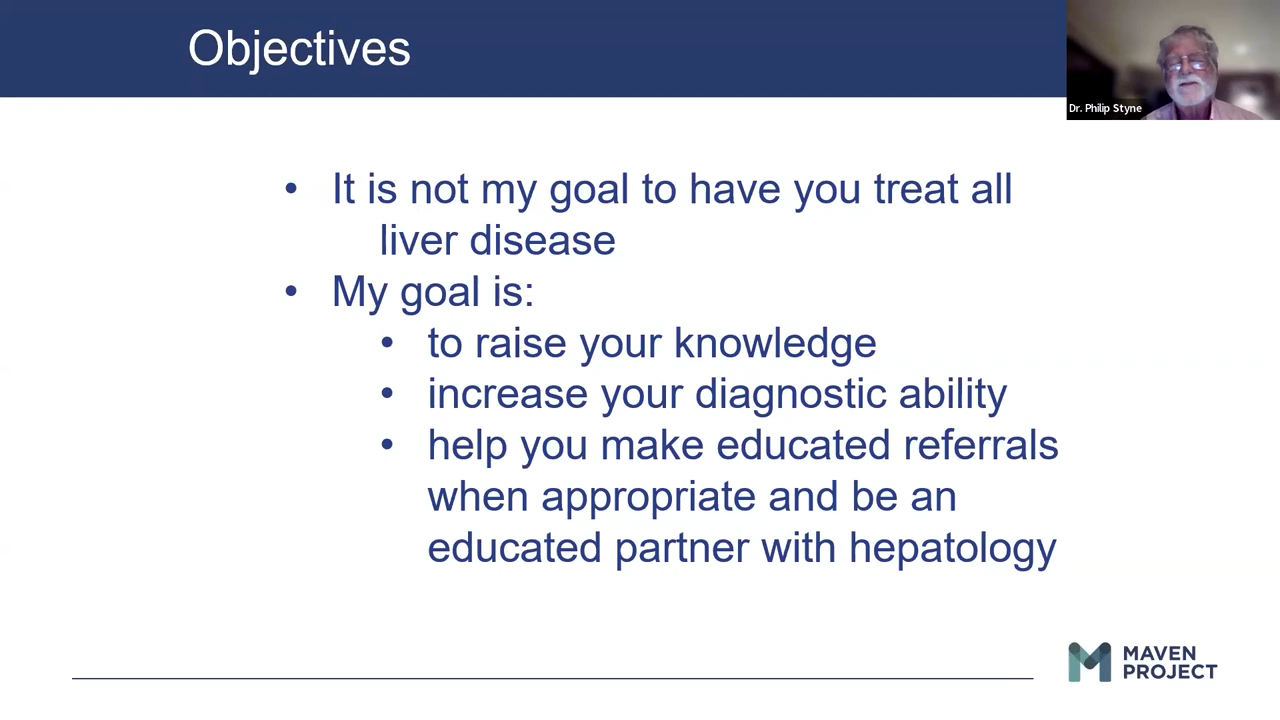 Objectives
Dr. Philip Styne
• It is not my goal to have you treat all
liver disease
• My goal is:
• to raise your knowledge
• increase your diagnostic ability
• help you make educated referrals
when appropriate and be an
educated partner with hepatology
MAVEN
PROJECT